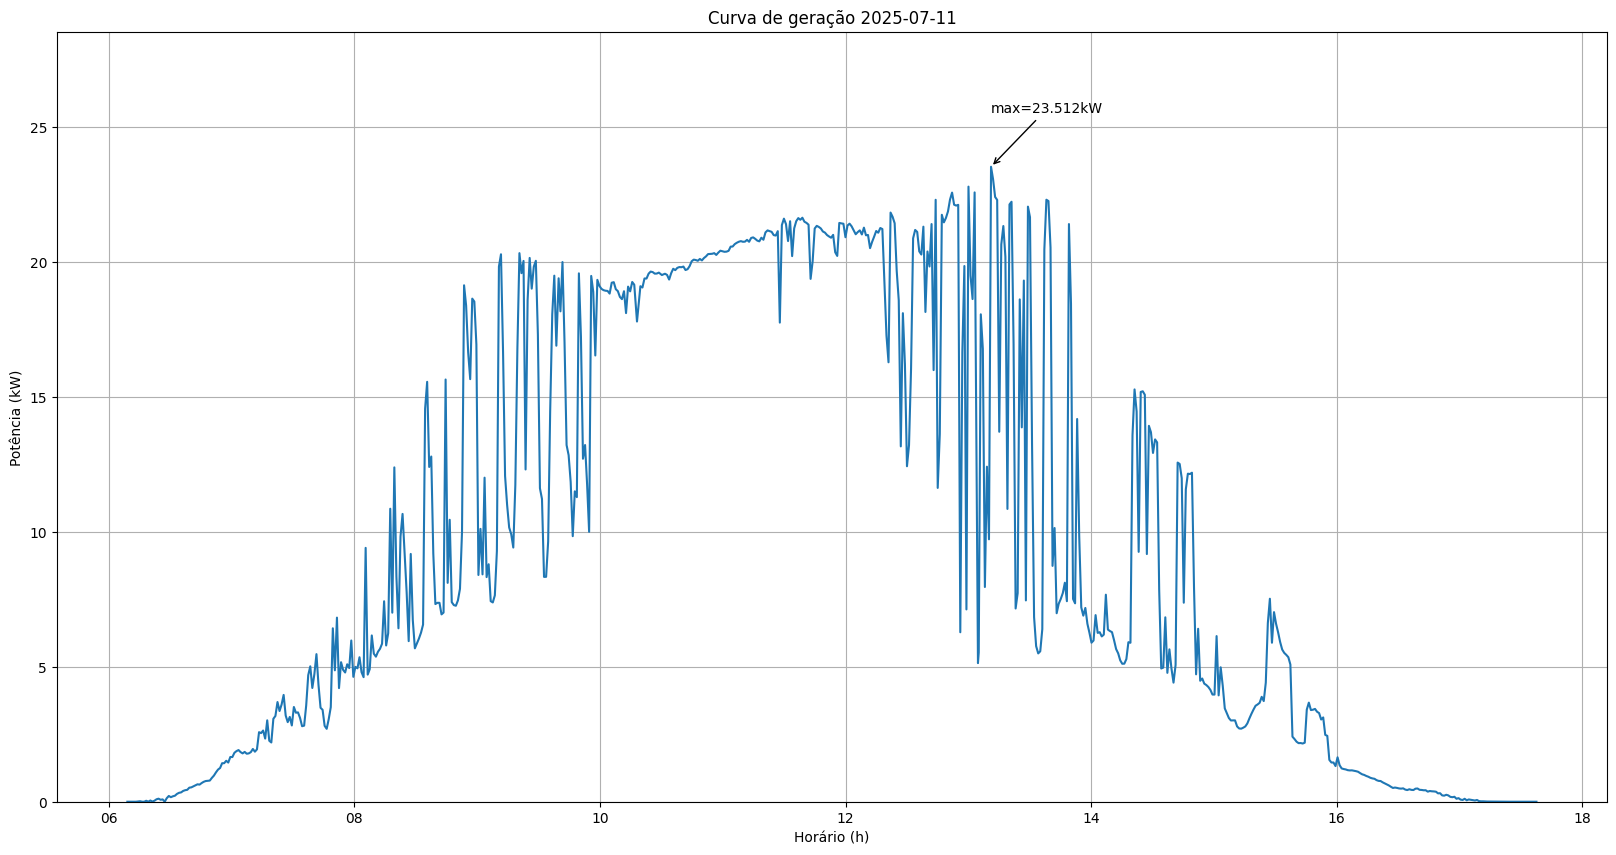 Curva de geração 2025-07-11
max=23.512kW
25
20
15
10
5
0
Potência (kW)
06 08 10 12 14 16 18
Horário (h)